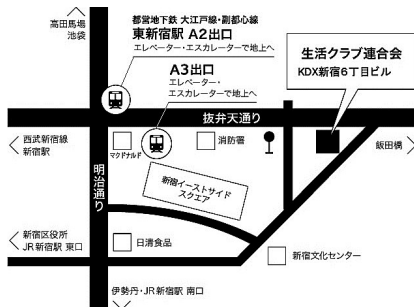 高田馬場
池袋
都営地下鉄 大江戸線・副都心線
東新宿駅 A2出口
エレベーター・エスカレーターで地上へ
A3出口
エレベーター・
エスカレーターで地上へ
生活クラブ連合会
KDX新宿6丁目ビル
抜弁天通り
西武新宿線
新宿駅
マクドナルド
消防署
飯田橋
明治通り
新宿イーストサイド
スクエア
新宿区役所
JR新宿駅 東口
日清食品
新宿文化センター
伊勢丹・JR新宿駅 南口